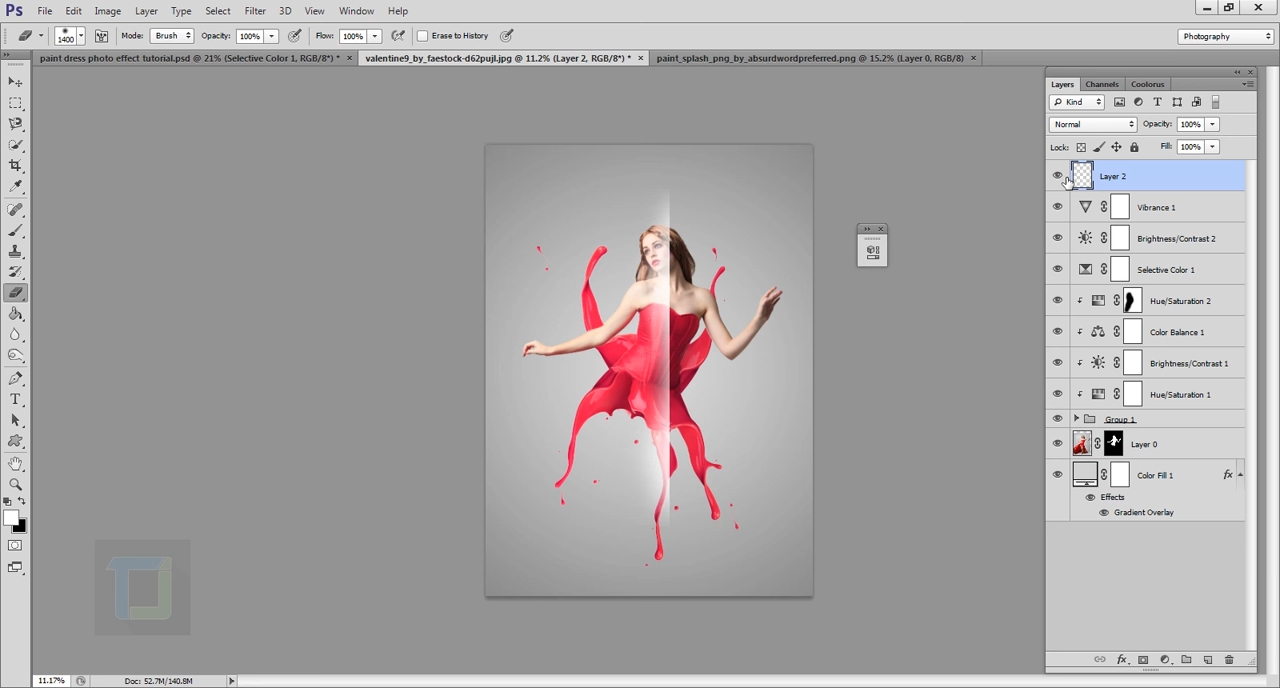 Ps File Edit Image Layer Type Select Filter 3D View Window Help
1400 Mode: Brush Opacity: 100% Flow: 100% Erase to History Photography
paint dress photo effect tutorial.psd @ 21% (Selective Color 1, RGB/8*) * × valentine9_by_faestock-d62pujl.jpg @ 11.2% (Layer 2, RGB/8*) * × paint_splash_png_by_absurdwordpreferred.png @ 15.2% (Layer 0, RGB/8) ×
Layers Channels Coolorus
Kind
Normal Opacity: 100%
Lock: Fill: 100%
Layer 2
Vibrance 1
Brightness/Contrast 2
Selective Color 1
Hue/Saturation 2
Color Balance 1
Brightness/Contrast 1
Hue/Saturation 1
Group 1
Layer 0
Color Fill 1 fx
Effects
Gradient Overlay
11.17% Doc: 52.7M/140.8M